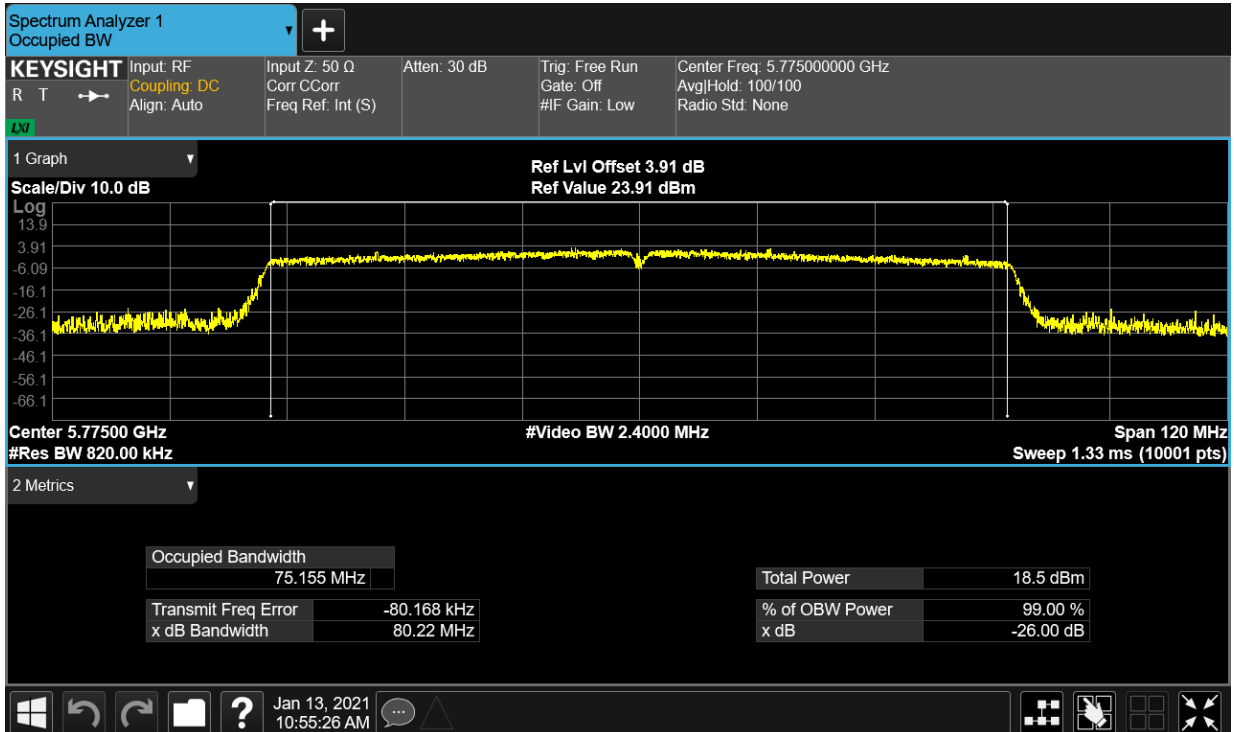 Spectrum Analyzer 1
Occupied BW
KEYSIGHT
R T
LXI
Input: RF
Coupling: DC
Align: Auto
Input Z: 50 Ω
Corr CCorr
Freq Ref: Int (S)
Atten: 30 dB
Trig: Free Run
Gate: Off
#IF Gain: Low
Center Freq: 5.775000000 GHz
Avg|Hold: 100/100
Radio Std: None
1 Graph
Scale/Div 10.0 dB
Ref Lvl Offset 3.91 dB
Ref Value 23.91 dBm
Log
13.9
3.91
-6.09
-16.1
-26.1
-36.1
-46.1
-56.1
-66.1
Center 5.77500 GHz
#Video BW 2.4000 MHz
Span 120 MHz
#Res BW 820.00 kHz
Sweep 1.33 ms (10001 pts)
2 Metrics
Occupied Bandwidth
75.155 MHz
Total Power 18.5 dBm
Transmit Freq Error -80.168 kHz
% of OBW Power 99.00 %
x dB Bandwidth 80.22 MHz
x dB -26.00 dB
?
Jan 13, 2021
10:55:26 AM